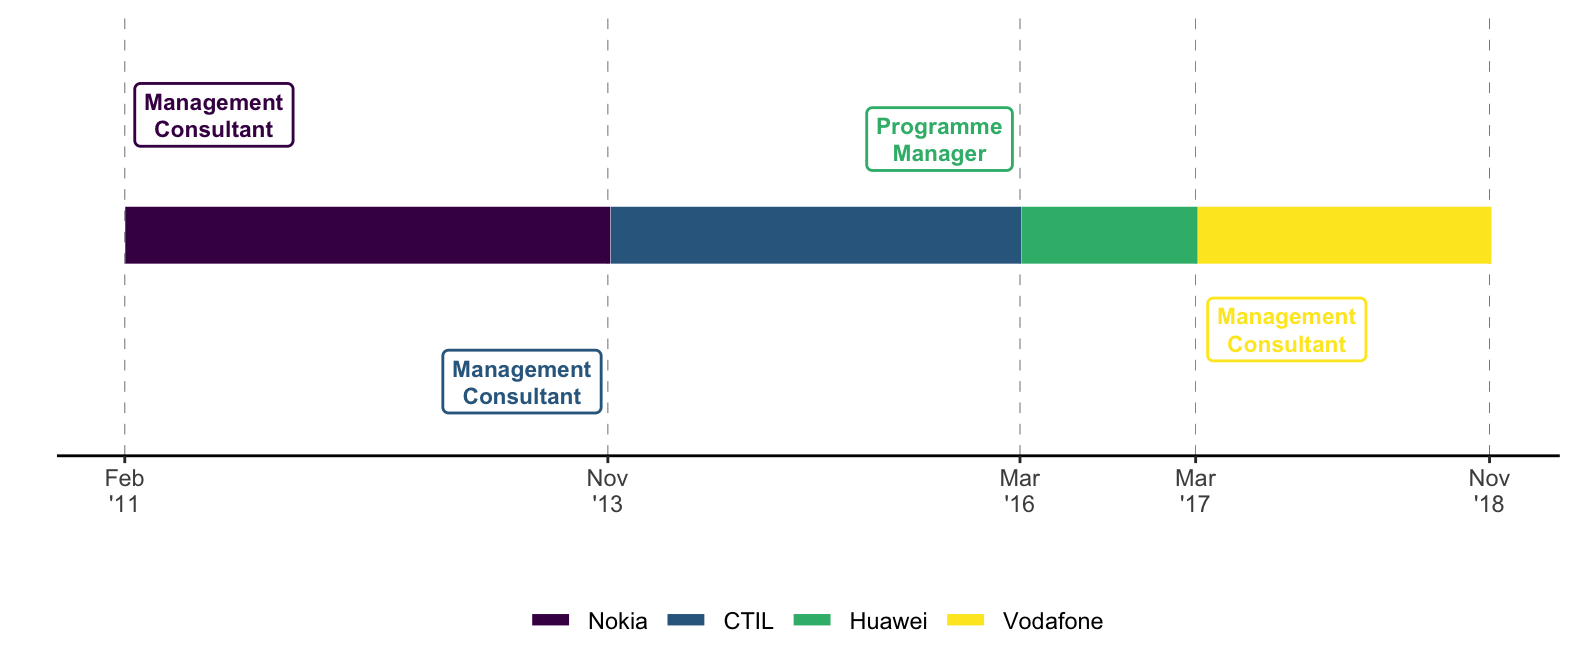 Management
Consultant
Programme
Manager
Management
Consultant
Management
Consultant
Feb
'11
Nov
'13
Mar
'16
Mar
'17
Nov
'18
Nokia
CTIL
Huawei
Vodafone